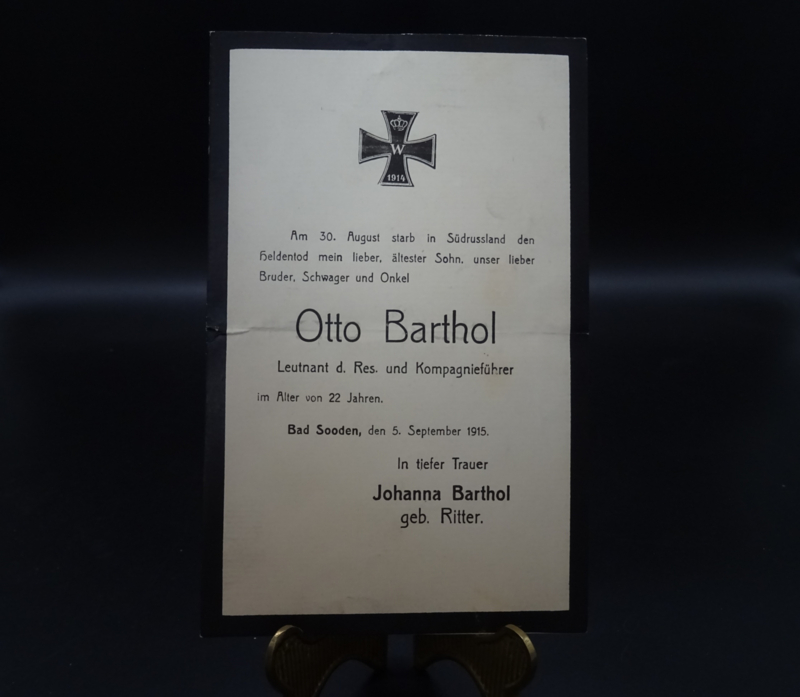 W
1914
Am 30. August starb in Südrussland den
Heldentod mein lieber, ältester Sohn, unser lieber
Bruder, Schwager und Onkel
Otto Barthol
Leutnant d. Res. und Kompagnieführer
im Alter von 22 Jahren.
Bad Sooden, den 5. September 1915.
In tiefer Trauer
Johanna Barthol
geb. Ritter.